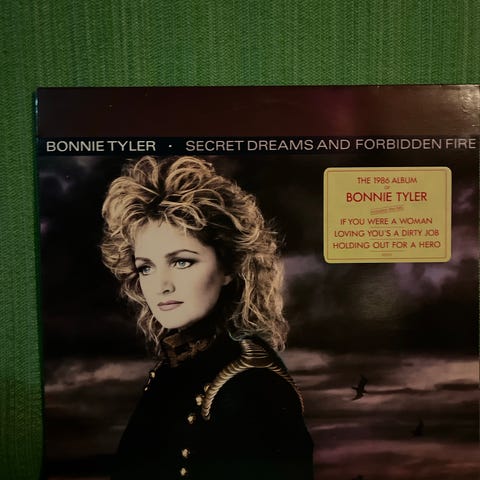 BONNIE TYLER · SECRET DREAMS AND FORBIDDEN FIRE
THE 1986 ALBUM
OF
BONNIE TYLER
IF YOU WERE A WOMAN
LOVING YOU'S A DIRTY JOB
HOLDING OUT FOR A HERO